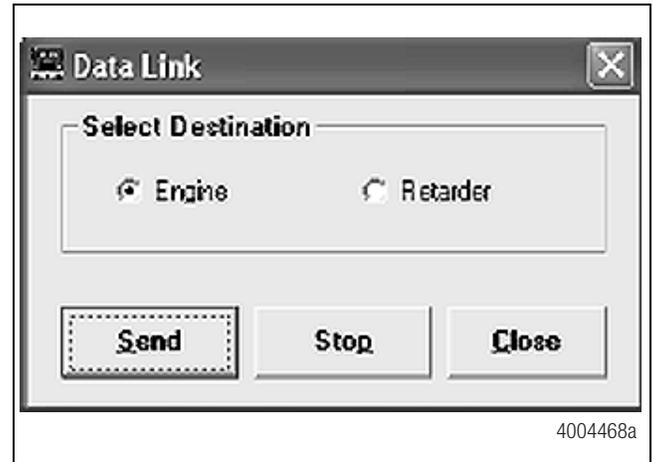 Data Link
Select Destination
Engine Retarder
Send Stop Close
4004468a